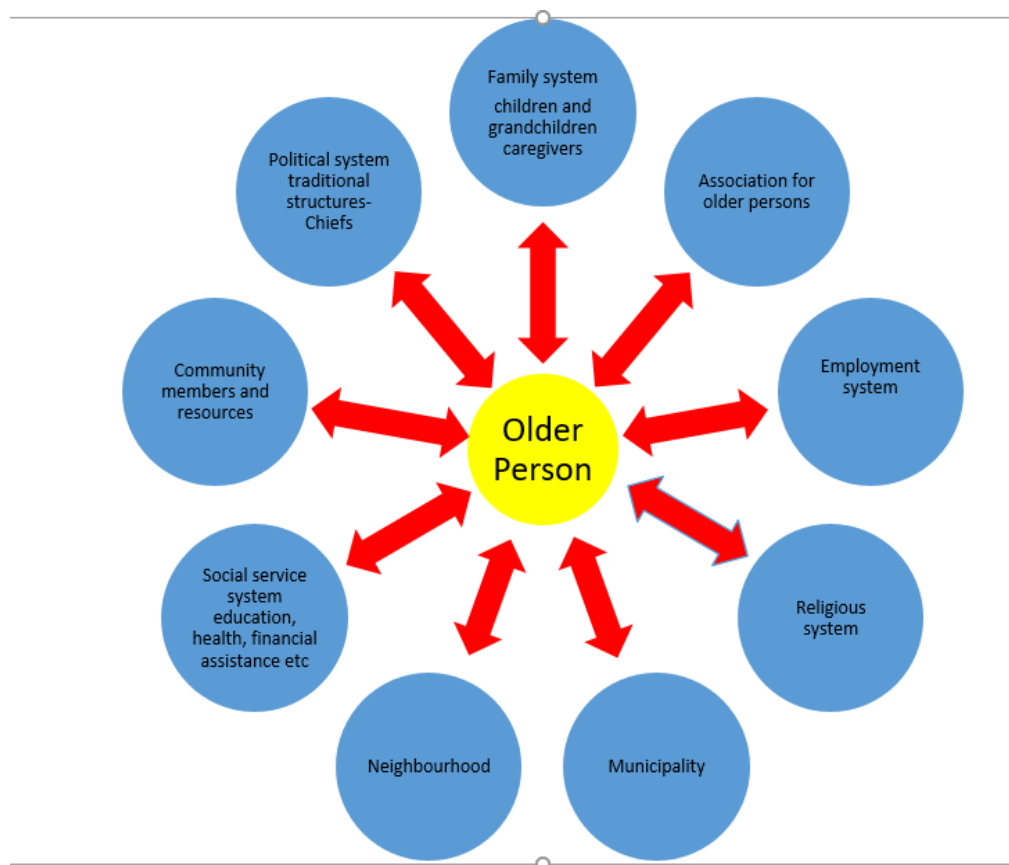 Family system
children and
grandchildren
caregivers
Association for
older persons
Employment
system
Religious
system
Municipality
Neighbourhood
Social service
system
education,
health, financial
assistance etc
Community
members and
resources
Political system
traditional
structures-
Chiefs
Older
Person